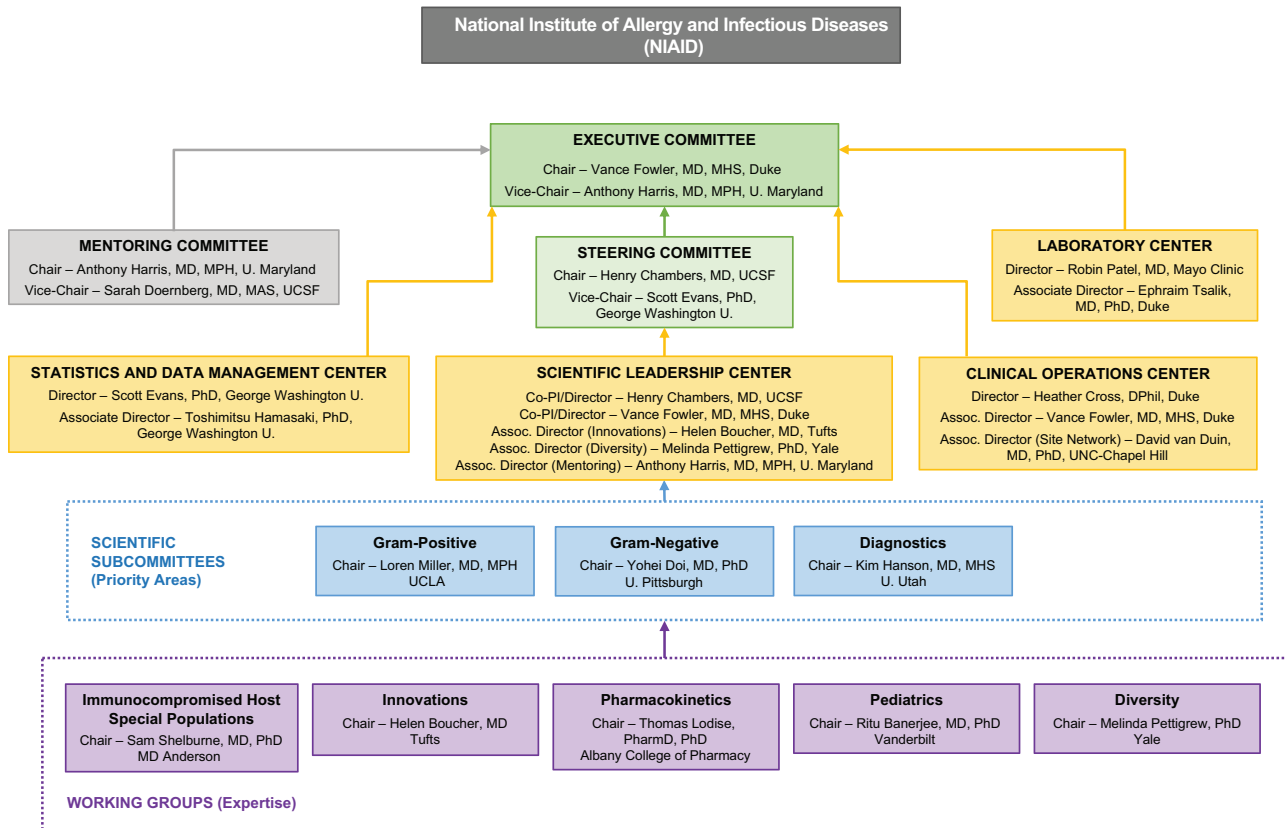 National Institute of Allergy and Infectious Diseases
(NIAID)
EXECUTIVE COMMITTEE
Chair – Vance Fowler, MD, MHS, Duke
Vice-Chair – Anthony Harris, MD, MPH, U. Maryland
MENTORING COMMITTEE
Chair – Anthony Harris, MD, MPH, U. Maryland
Vice-Chair – Sarah Doernberg, MD, MAS, UCSF
STEERING COMMITTEE
Chair – Henry Chambers, MD, UCSF
Vice-Chair – Scott Evans, PhD,
George Washington U.
LABORATORY CENTER
Director – Robin Patel, MD, Mayo Clinic
Associate Director – Ephraim Tsalik,
MD, PhD, Duke
STATISTICS AND DATA MANAGEMENT CENTER
Director – Scott Evans, PhD, George Washington U.
Associate Director – Toshimitsu Hamasaki, PhD,
George Washington U.
SCIENTIFIC LEADERSHIP CENTER
Co-PI/Director – Henry Chambers, MD, UCSF
Co-PI/Director – Vance Fowler, MD, MHS, Duke
Assoc. Director (Innovations) – Helen Boucher, MD, Tufts
Assoc. Director (Diversity) – Melinda Pettigrew, PhD, Yale
Assoc. Director (Mentoring) – Anthony Harris, MD, MPH, U. Maryland
CLINICAL OPERATIONS CENTER
Director – Heather Cross, DPhil, Duke
Assoc. Director – Vance Fowler, MD, MHS, Duke
Assoc. Director (Site Network) – David van Duin,
MD, PhD, UNC-Chapel Hill
SCIENTIFIC
SUBCOMMITTEES
(Priority Areas)
Gram-Positive
Chair – Loren Miller, MD, MPH
UCLA
Gram-Negative
Chair – Yohei Doi, MD, PhD
U. Pittsburgh
Diagnostics
Chair – Kim Hanson, MD, MHS
U. Utah
Immunocompromised Host
Special Populations
Chair – Sam Shelburne, MD, PhD
MD Anderson
Innovations
Chair – Helen Boucher, MD
Tufts
Pharmacokinetics
Chair – Thomas Lodise,
PharmD, PhD
Albany College of Pharmacy
Pediatrics
Chair – Ritu Banerjee, MD, PhD
Vanderbilt
Diversity
Chair – Melinda Pettigrew, PhD
Yale
WORKING GROUPS (Expertise)